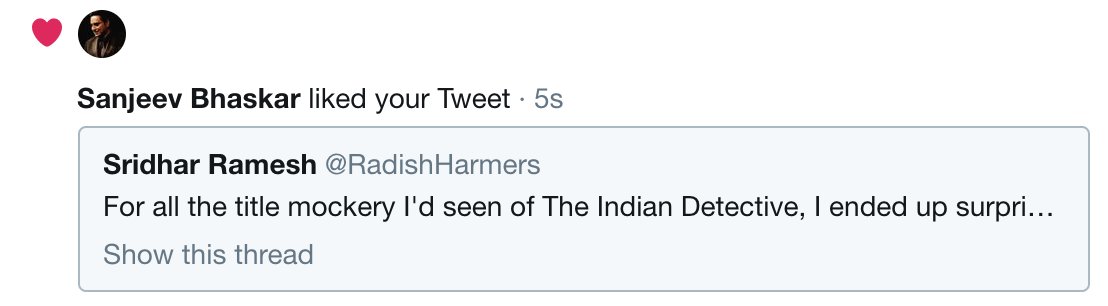 Sanjeev Bhaskar liked your Tweet · 5s
Sridhar Ramesh @RadishHarmers
For all the title mockery I'd seen of The Indian Detective, I ended up surpri…
Show this thread